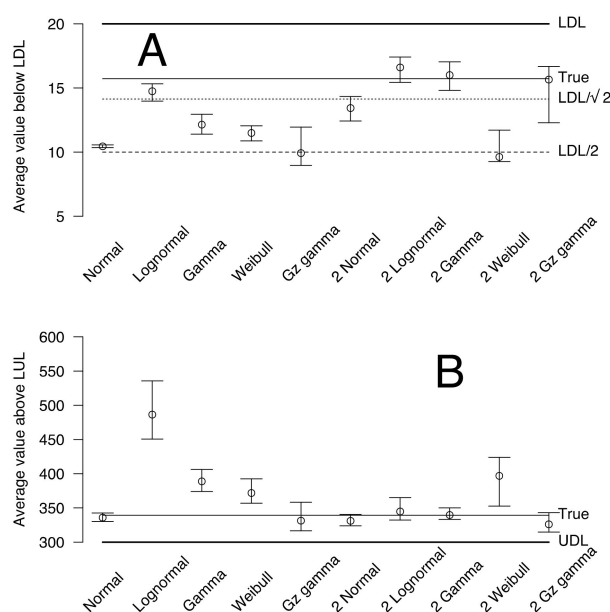 A
Average value below LDL
20
15
10
5
LDL
True
LDL/√2
LDL/2
Normal
Lognormal
Gamma
Weibull
Gz gamma
2 Normal
2 Lognormal
2 Gamma
2 Weibull
2 Gz gamma
B
Average value above LUL
600
550
500
450
400
350
300
True
UDL
Normal
Lognormal
Gamma
Weibull
Gz gamma
2 Normal
2 Lognormal
2 Gamma
2 Weibull
2 Gz gamma